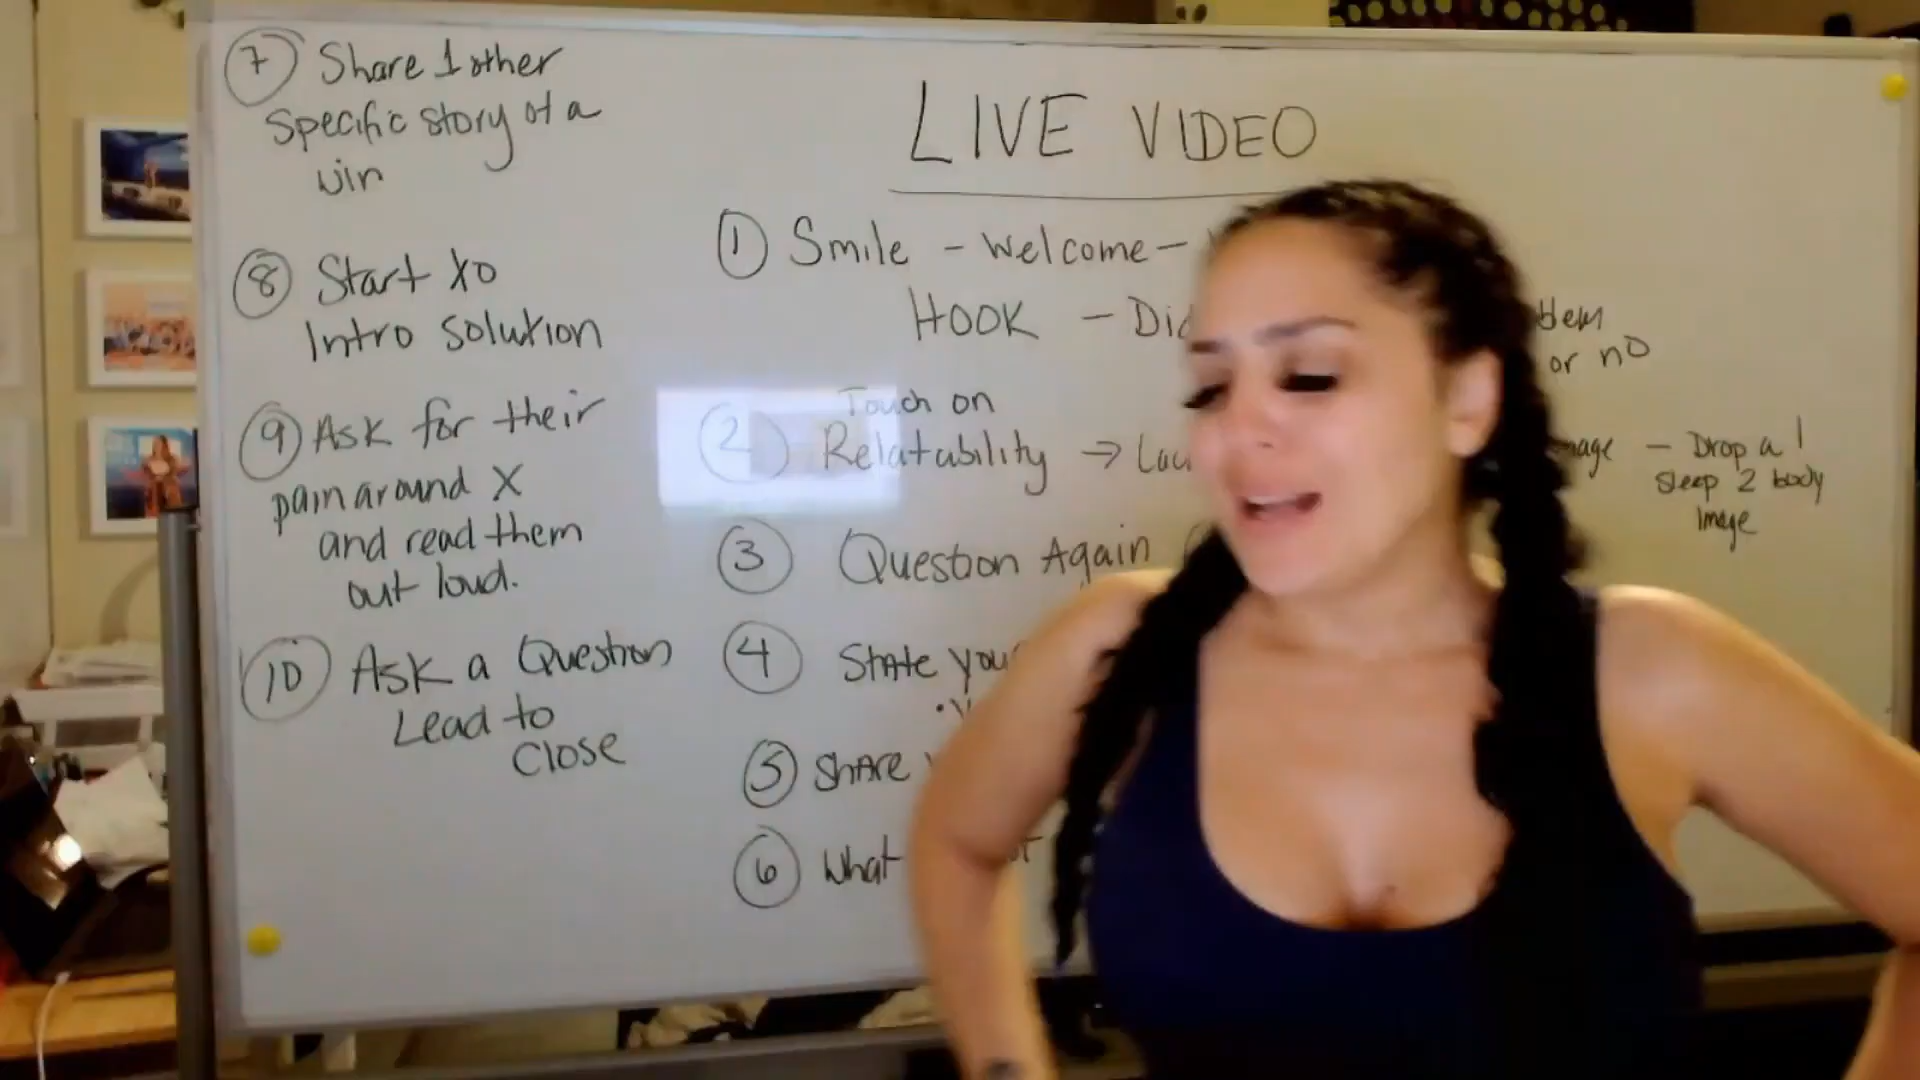 LIVE VIDEO
① Smile - Welcome -
HOOK - Did
or no
Touch on
② Relatability →
- Drop a 1
Sleep 2 body
Image
③ Question Again
④ State you
⑤ Share
⑥ What
⑦ Share 1 other
Specific story of a
win
⑧ Start to
Intro solution
⑨ Ask for their
pain around X
and read them
out loud.
⑩ Ask a Question
Lead to
Close